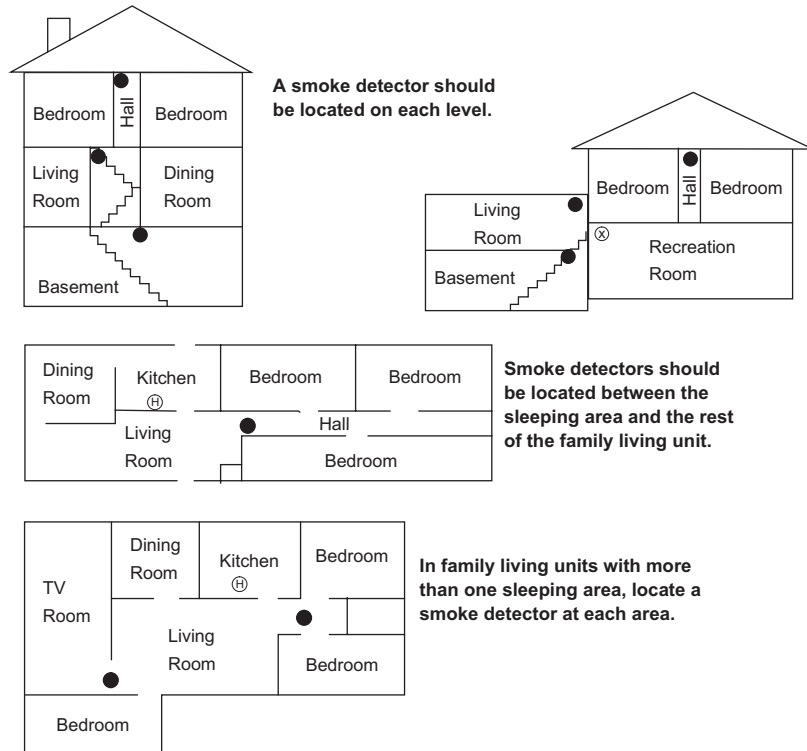 A smoke detector should
be located on each level.
Bedroom
Hall
Bedroom
Living
Room
Dining
Room
Basement
Bedroom
Hall
Bedroom
Living
Room
X
Recreation
Room
Basement
Dining
Room
Kitchen
H
Bedroom
Bedroom
Living
Room
Hall
Bedroom
Smoke detectors should
be located between the
sleeping area and the rest
of the family living unit.
TV
Room
Dining
Room
Kitchen
H
Bedroom
Living
Room
Bedroom
Bedroom
In family living units with more
than one sleeping area, locate a
smoke detector at each area.